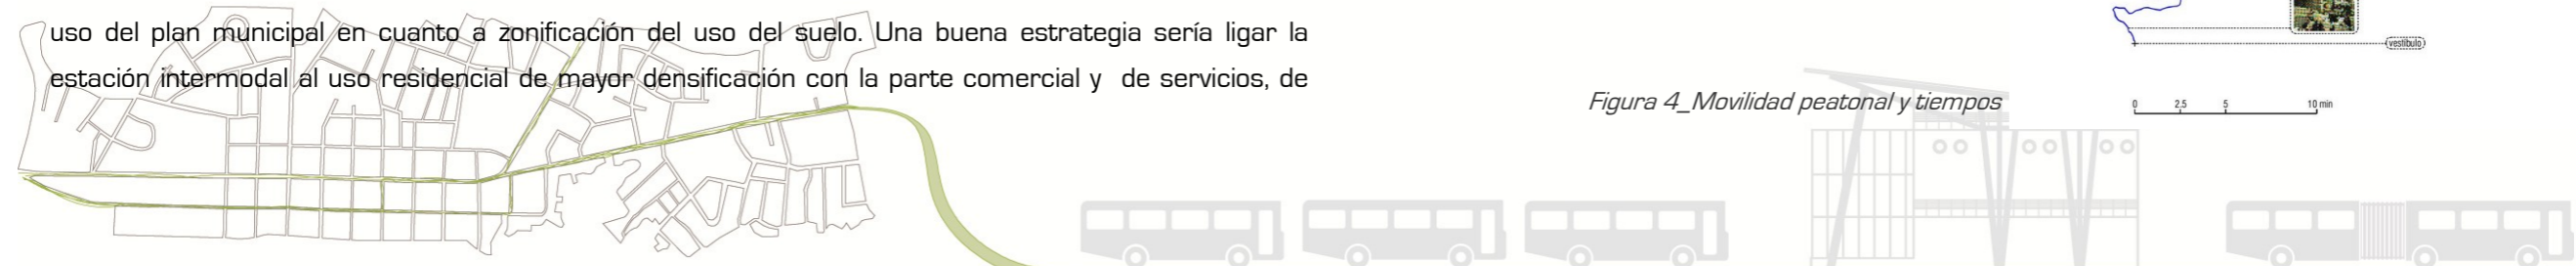 uso del plan municipal en cuanto a zonificación del uso del suelo. Una buena estrategia sería ligar la
estación intermodal al uso residencial de mayor densificación con la parte comercial y de servicios, de
vestíbulo
Figura 4_Movilidad peatonal y tiempos
0 2.5 5 10 min